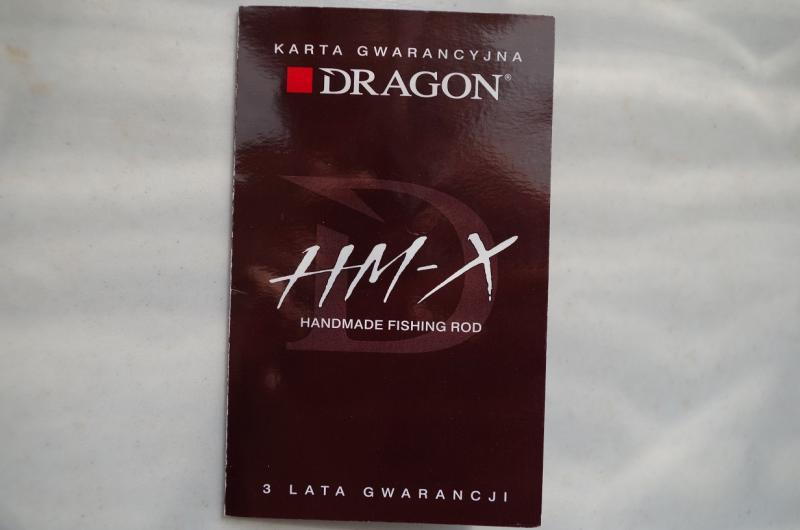 KARTA GWARANCYJNA
DRAGON®
HM-X
HANDMADE FISHING ROD
3 LATA GWARANCJI